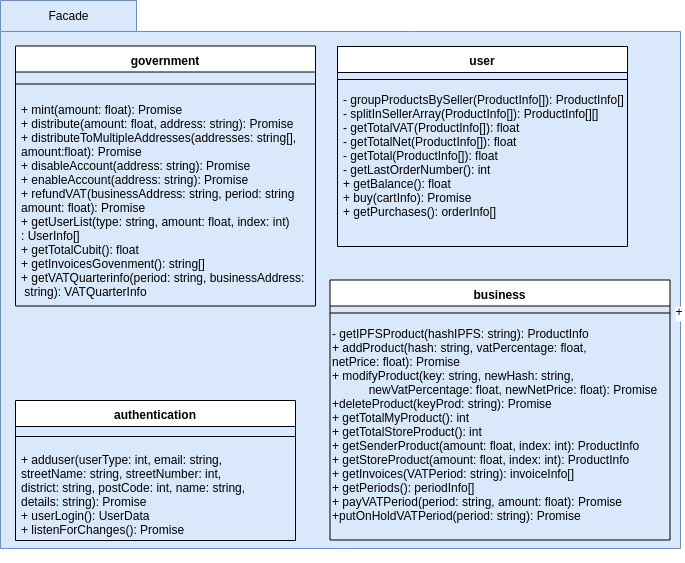 Facade
government
+ mint(amount: float): Promise
+ distribute(amount: float, address: string): Promise
+ distributeToMultipleAddresses(addresses: string[],
amount:float): Promise
+ disableAccount(address: string): Promise
+ enableAccount(address: string): Promise
+ refundVAT(businessAddress: string, period: string
amount: float): Promise
+ getUserList(type: string, amount: float, index: int)
: UserInfo[]
+ getTotalCubit(): float
+ getInvoicesGovenment(): string[]
+ getVATQuarterinfo(period: string, businessAddress:
string): VATQuarterInfo
user
- groupProductsBySeller(ProductInfo[]): ProductInfo[]
- splitInSellerArray(ProductInfo[]): ProductInfo[][]
- getTotalVAT(ProductInfo[]): float
- getTotalNet(ProductInfo[]): float
- getTotal(ProductInfo[]): float
- getLastOrderNumber(): int
+ getBalance(): float
+ buy(cartInfo): Promise
+ getPurchases(): orderInfo[]
business
- getIPFSProduct(hashIPFS: string): ProductInfo
+ addProduct(hash: string, vatPercentage: float,
netPrice: float): Promise
+ modifyProduct(key: string, newHash: string,
newVatPercentage: float, newNetPrice: float): Promise
+deleteProduct(keyProd: string): Promise
+ getTotalMyProduct(): int
+ getTotalStoreProduct(): int
+ getSenderProduct(amount: float, index: int): ProductInfo
+ getStoreProduct(amount: float, index: int): ProductInfo
+ getInvoices(VATPeriod: string): invoiceInfo[]
+ getPeriods(): periodInfo[]
+ payVATPeriod(period: string, amount: float): Promise
+putOnHoldVATPeriod(period: string): Promise
+
authentication
+ adduser(userType: int, email: string,
streetName: string, streetNumber: int,
district: string, postCode: int, name: string,
details: string): Promise
+ userLogin(): UserData
+ listenForChanges(): Promise